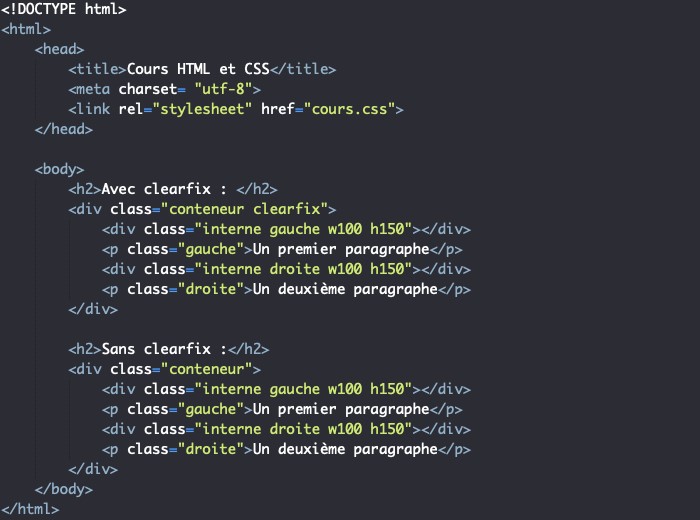 <!DOCTYPE html>
<html>
<head>
<title>Cours HTML et CSS</title>
<meta charset= "utf-8">
<link rel="stylesheet" href="cours.css">
</head>
<body>
<h2>Avec clearfix : </h2>
<div class="conteneur clearfix">
<div class="interne gauche w100 h150"></div>
<p class="gauche">Un premier paragraphe</p>
<div class="interne droite w100 h150"></div>
<p class="droite">Un deuxième paragraphe</p>
</div>
<h2>Sans clearfix :</h2>
<div class="conteneur">
<div class="interne gauche w100 h150"></div>
<p class="gauche">Un premier paragraphe</p>
<div class="interne droite w100 h150"></div>
<p class="droite">Un deuxième paragraphe</p>
</div>
</body>
</html>